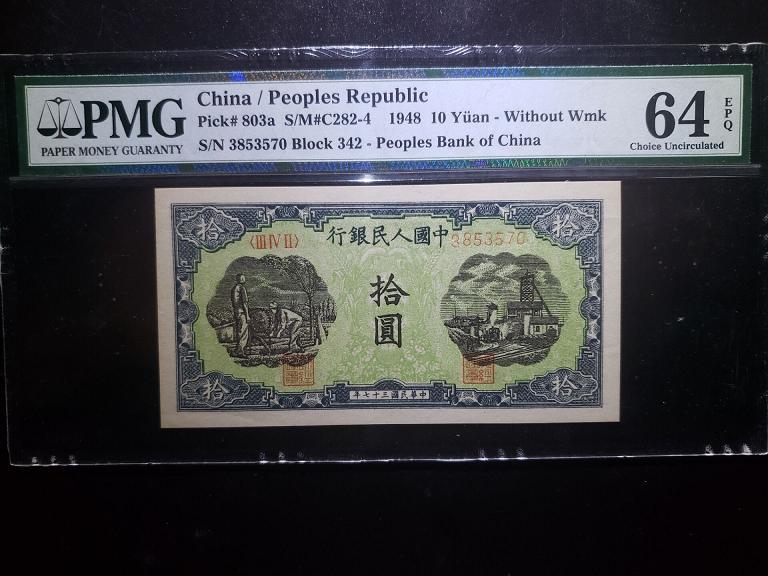 PMG
PAPER MONEY GUARANTY
China / Peoples Republic
Pick# 803a S/M#C282-4 1948 10 Yüan - Without Wmk
S/N 3853570 Block 342 - Peoples Bank of China
64
EPQ
Choice Uncirculated
拾
拾
〈III IV II〉
行銀民人國中
3853570
拾
圓
拾
拾
年七十三國民華中